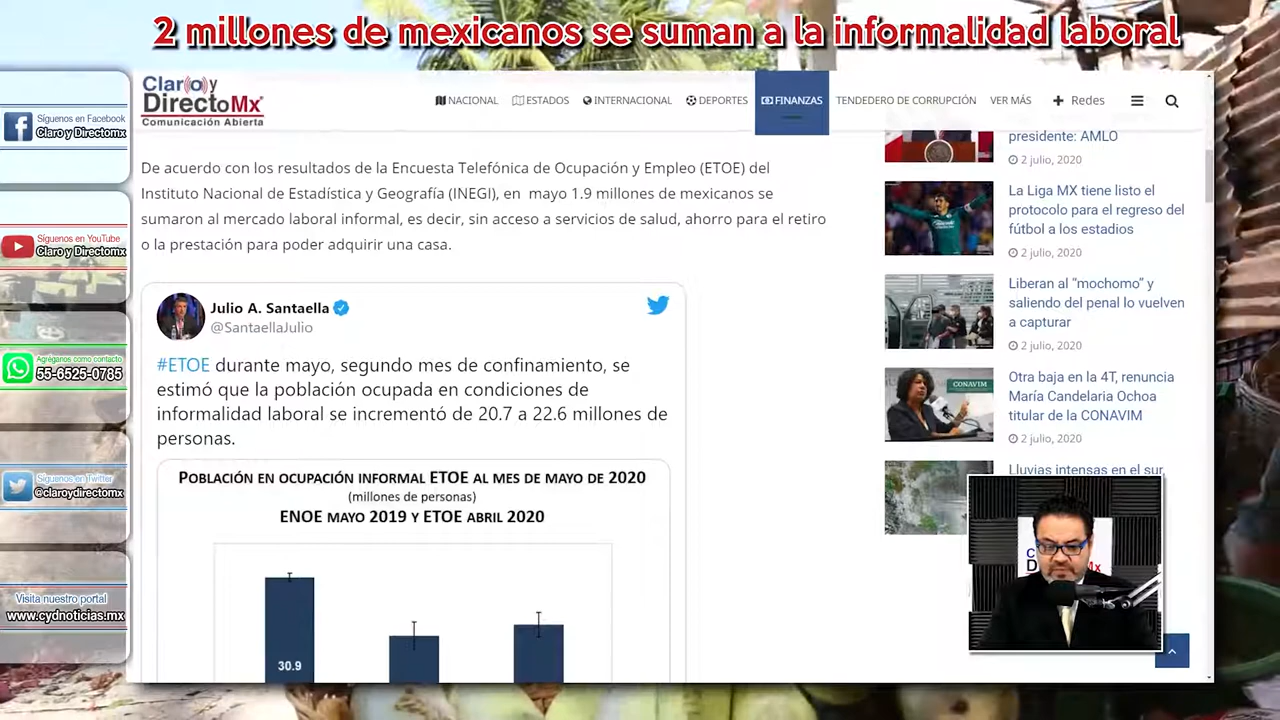 2 millones de mexicanos se suman a la informalidad laboral
Claro y
DirectoMx
Comunicación Abierta
NACIONAL ESTADOS INTERNACIONAL DEPORTES FINANZAS TENDEDERO DE CORRUPCIÓN VER MÁS + Redes
Síguenos en Facebook
Claro y Directomx
Síguenos en YouTube
Claro y Directomx
Agréganos como contacto
55-6525-0785
Síguenos en Twitter
@claroydirectomx
Visita nuestro portal
www.cydnoticias.mx
De acuerdo con los resultados de la Encuesta Telefónica de Ocupación y Empleo (ETOE) del
Instituto Nacional de Estadística y Geografía (INEGI), en mayo 1.9 millones de mexicanos se
sumaron al mercado laboral informal, es decir, sin acceso a servicios de salud, ahorro para el retiro
o la prestación para poder adquirir una casa.
Julio A. Santaella
@SantaellaJulio
#ETOE durante mayo, segundo mes de confinamiento, se
estimó que la población ocupada en condiciones de
informalidad laboral se incrementó de 20.7 a 22.6 millones de
personas.
POBLACIÓN EN OCUPACIÓN INFORMAL ETOE AL MES DE MAYO DE 2020
(millones de personas)
ENOE MAYO 2019 Y ETOE ABRIL 2020
30.9
presidente: AMLO
2 julio, 2020
La Liga MX tiene listo el
protocolo para el regreso del
fútbol a los estadios
2 julio, 2020
Liberan al “mochomo” y
saliendo del penal lo vuelven
a capturar
2 julio, 2020
CONAVIM
Otra baja en la 4T, renuncia
María Candelaria Ochoa
titular de la CONAVIM
2 julio, 2020
Lluvias intensas en el sur,